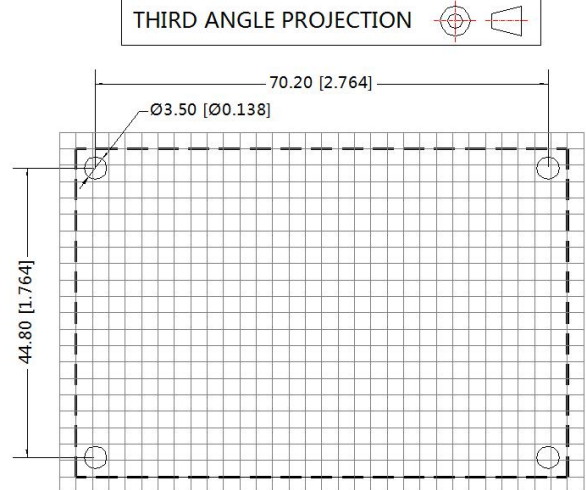 THIRD ANGLE PROJECTION
70.20 [2.764]
Ø3.50 [Ø0.138]
44.80 [1.764]